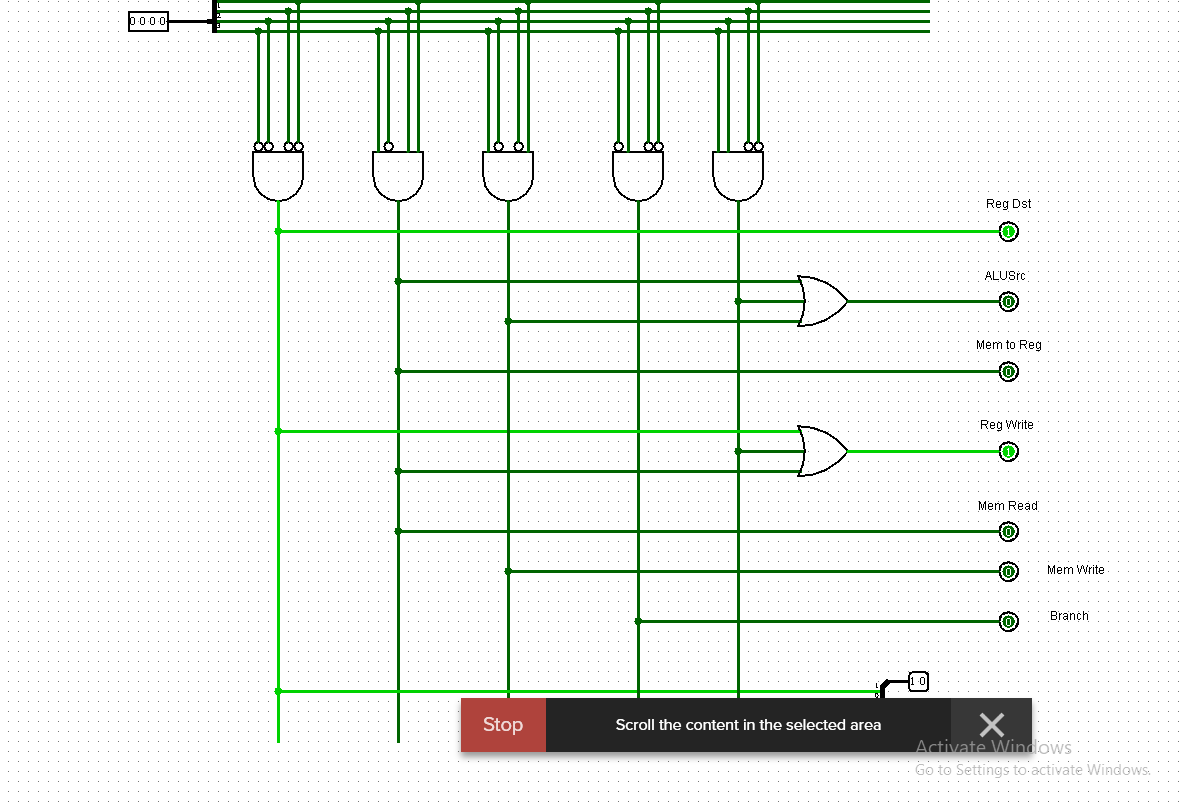 0 0 0 0
2
3
Reg Dst
1
ALUSrc
0
Mem to Reg
0
Reg Write
1
Mem Read
0
0
Mem Write
0
Branch
1 0
Stop
Scroll the content in the selected area
Activate Windows
Go to Settings to activate Windows.